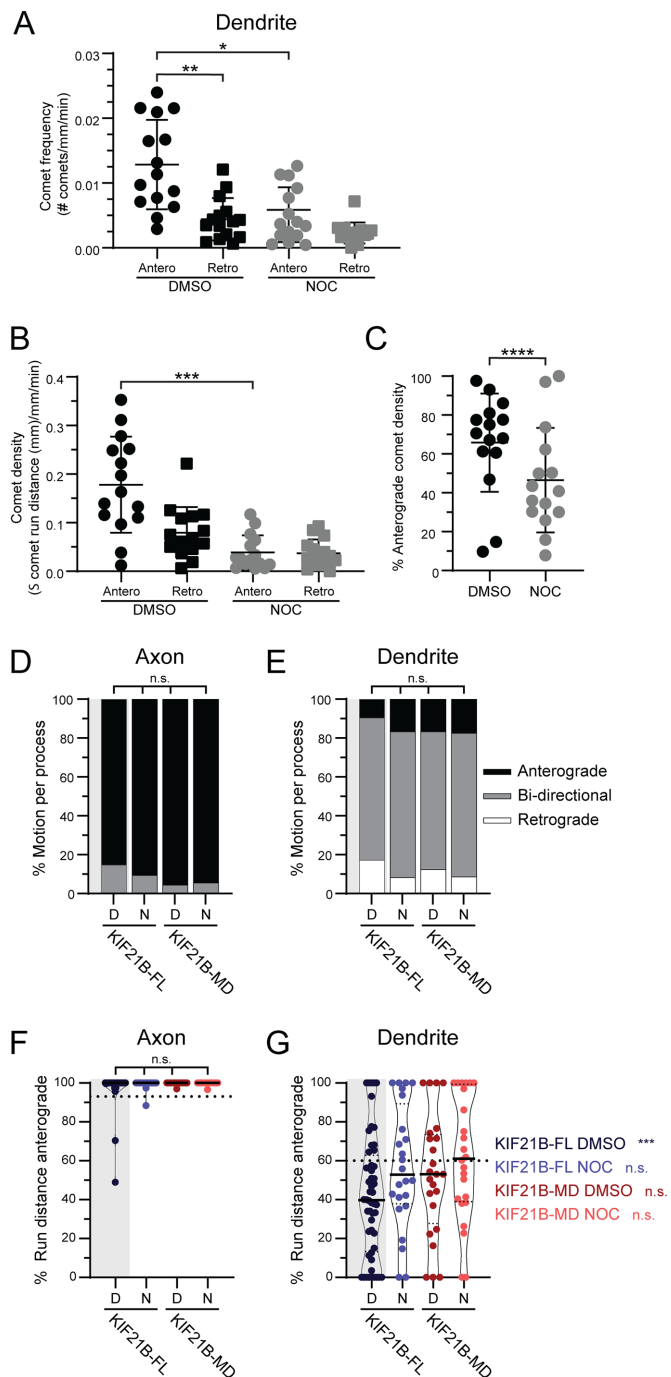 A
Dendrite
Comet frequency
(# comets/mm/min)
0.03
0.02
0.01
0.00
*
**
Antero
Retro
Antero
Retro
DMSO
NOC
B
Comet density
(S comet run distance (mm)/mm/min)
0.4
0.3
0.2
0.1
0.0
***
Antero
Retro
Antero
Retro
DMSO
NOC
C
% Anterograde comet density
100
80
60
40
20
0
****
DMSO
NOC
D
Axon
n.s.
% Motion per process
100
80
60
40
20
0
D
N
D
N
KIF21B-FL
KIF21B-MD
E
Dendrite
n.s.
% Motion per process
100
80
60
40
20
0
D
N
D
N
KIF21B-FL
KIF21B-MD
Anterograde
Bi-directional
Retrograde
F
Axon
n.s.
% Run distance anterograde
100
80
60
40
20
0
D
N
D
N
KIF21B-FL
KIF21B-MD
G
Dendrite
% Run distance anterograde
100
80
60
40
20
0
D
N
D
N
KIF21B-FL
KIF21B-MD
KIF21B-FL DMSO ***
KIF21B-FL NOC n.s.
KIF21B-MD DMSO n.s.
KIF21B-MD NOC n.s.